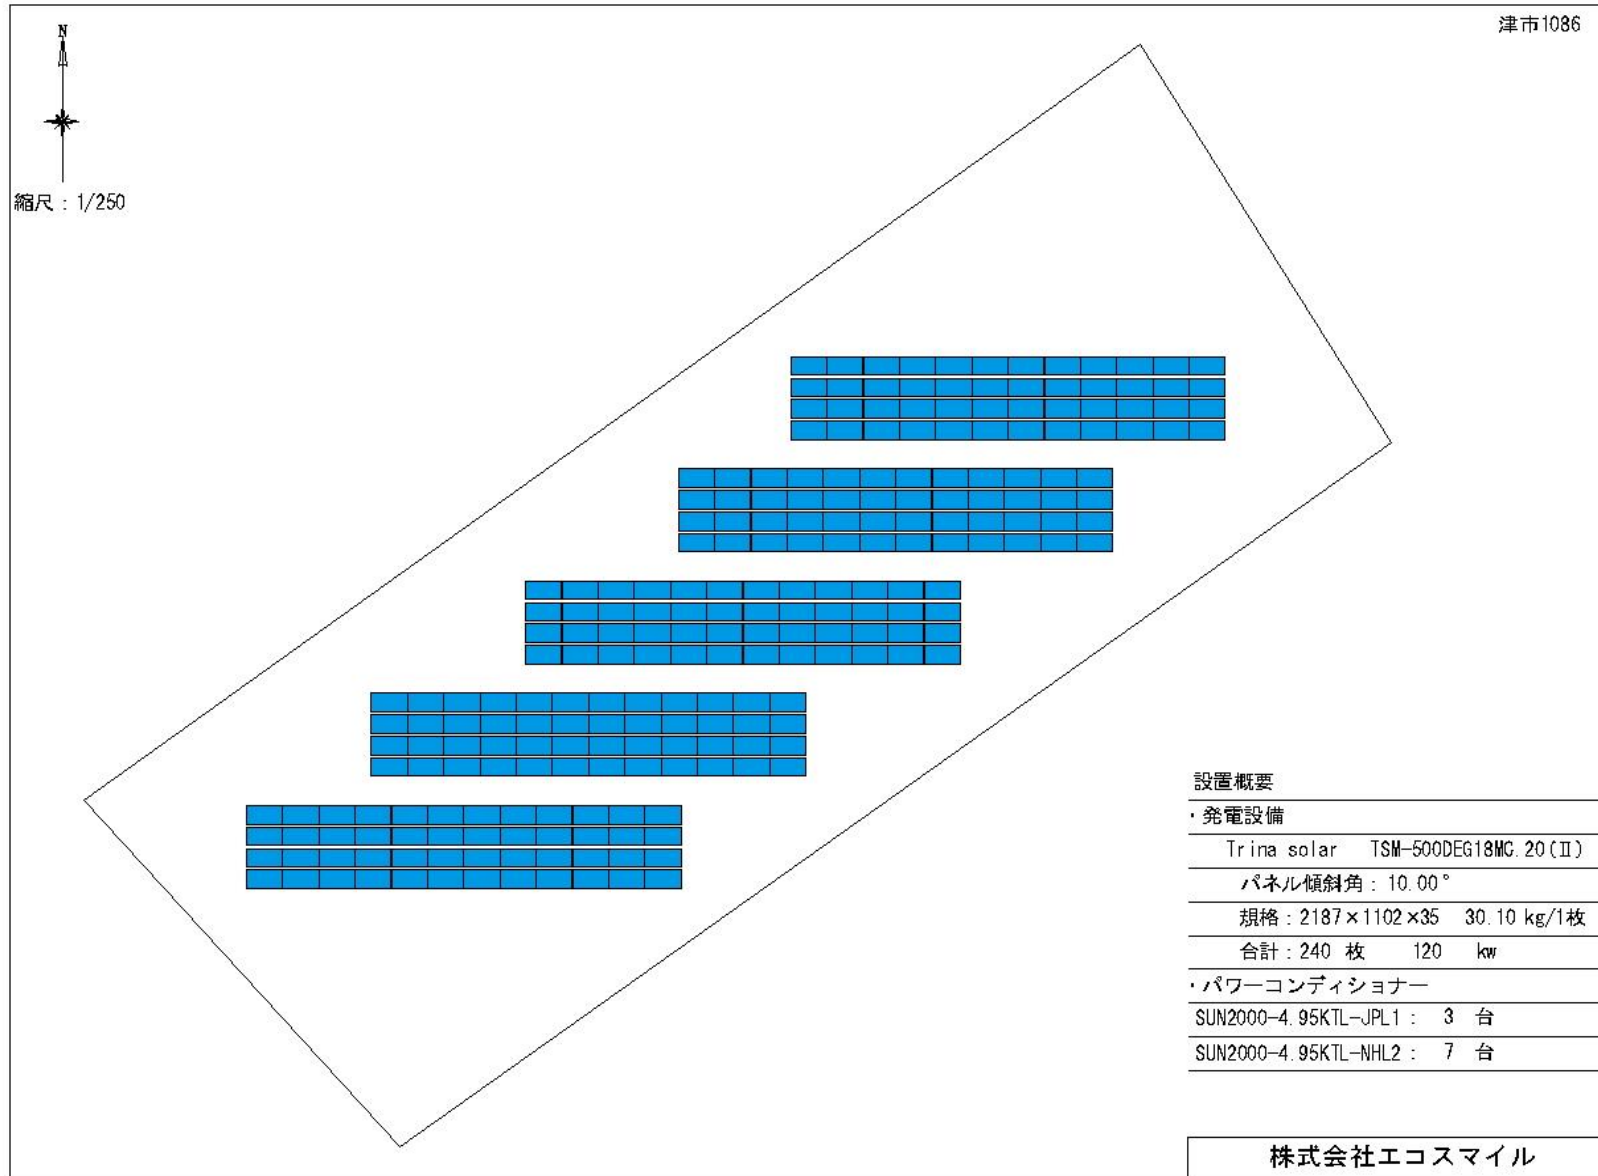 津市1086
N
縮尺：1/250
設置概要
・発電設備
Trina solar TSM-500DEG18MC.20(Ⅱ)
パネル傾斜角：10.00°
規格：2187×1102×35 30.10 kg/1枚
合計：240 枚 120 kw
・パワーコンディショナー
SUN2000-4.95KTL-JPL1： 3 台
SUN2000-4.95KTL-NHL2： 7 台
株式会社エコスマイル